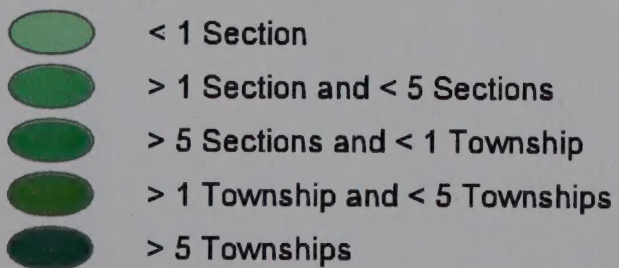 < 1 Section
> 1 Section and < 5 Sections
> 5 Sections and < 1 Township
> 1 Township and < 5 Townships
> 5 Townships